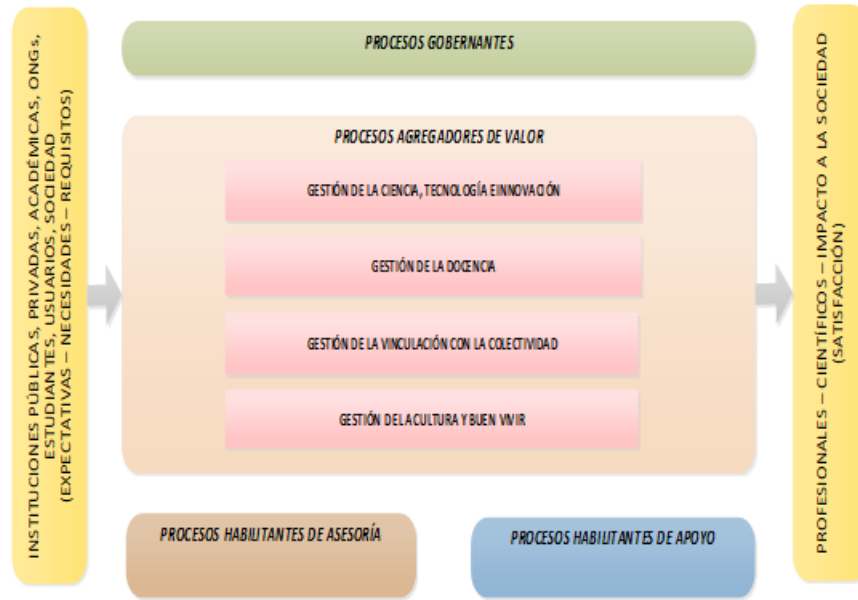 INSTITUCIONES PÚBLICAS, PRIVADAS, ACADÉMICAS, ONGs,
ESTUDIANTES, USUARIOS, SOCIEDAD
(EXPECTATIVAS – NECESIDADES – REQUISITOS)
PROCESOS GOBERNANTES
PROCESOS AGREGADORES DE VALOR
GESTIÓN DE LA CIENCIA, TECNOLOGÍA E INNOVACIÓN
GESTIÓN DE LA DOCENCIA
GESTIÓN DE LA VINCULACIÓN CON LA COLECTIVIDAD
GESTIÓN DE LA CULTURA Y BUEN VIVIR
PROCESOS HABILITANTES DE ASESORÍA
PROCESOS HABILITANTES DE APOYO
PROFESIONALES – CIENTÍFICOS – IMPACTO A LA SOCIEDAD
(SATISFACCIÓN)